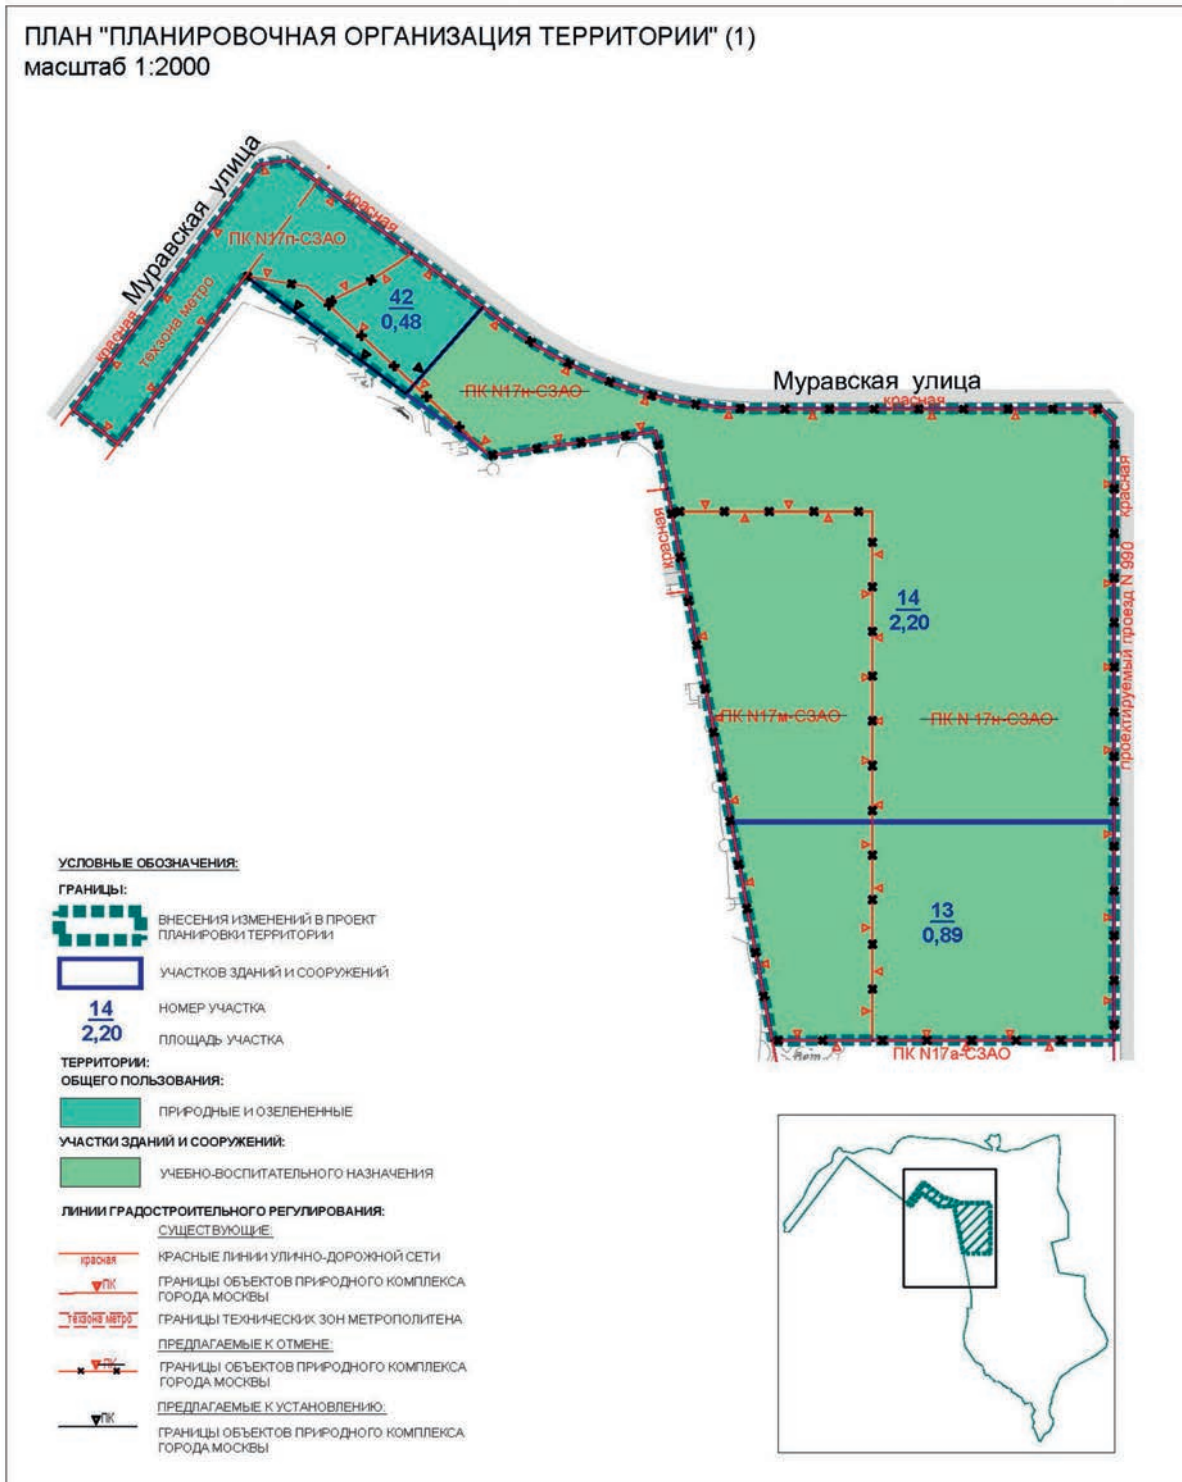 ПЛАН "ПЛАНИРОВОЧНАЯ ОРГАНИЗАЦИЯ ТЕРРИТОРИИ" (1)
масштаб 1:2000
Муравская улица
красная
ПК N17п-СЗАО
красная
техзона метро
42
0,48
ПК N17н-СЗАО
Муравская улица
красная
красная
красная
проектируемый проезд N 990
14
2,20
ПК N17м-СЗАО
ПК N 17н-СЗАО
13
0,89
ПК N17а-СЗАО
УСЛОВНЫЕ ОБОЗНАЧЕНИЯ:
ГРАНИЦЫ:
ВНЕСЕНИЯ ИЗМЕНЕНИЙ В ПРОЕКТ
ПЛАНИРОВКИ ТЕРРИТОРИИ
УЧАСТКОВ ЗДАНИЙ И СООРУЖЕНИЙ
14
НОМЕР УЧАСТКА
2,20
ПЛОЩАДЬ УЧАСТКА
ТЕРРИТОРИИ:
ОБЩЕГО ПОЛЬЗОВАНИЯ:
ПРИРОДНЫЕ И ОЗЕЛЕНЕННЫЕ
УЧАСТКИ ЗДАНИЙ И СООРУЖЕНИЙ:
УЧЕБНО-ВОСПИТАТЕЛЬНОГО НАЗНАЧЕНИЯ
ЛИНИИ ГРАДОСТРОИТЕЛЬНОГО РЕГУЛИРОВАНИЯ:
СУЩЕСТВУЮЩИЕ:
красная КРАСНЫЕ ЛИНИИ УЛИЧНО-ДОРОЖНОЙ СЕТИ
ПК ГРАНИЦЫ ОБЪЕКТОВ ПРИРОДНОГО КОМПЛЕКСА
ГОРОДА МОСКВЫ
техзона метро ГРАНИЦЫ ТЕХНИЧЕСКИХ ЗОН МЕТРОПОЛИТЕНА
ПРЕДЛАГАЕМЫЕ К ОТМЕНЕ:
ПК ГРАНИЦЫ ОБЪЕКТОВ ПРИРОДНОГО КОМПЛЕКСА
ГОРОДА МОСКВЫ
ПРЕДЛАГАЕМЫЕ К УСТАНОВЛЕНИЮ:
ПК ГРАНИЦЫ ОБЪЕКТОВ ПРИРОДНОГО КОМПЛЕКСА
ГОРОДА МОСКВЫ